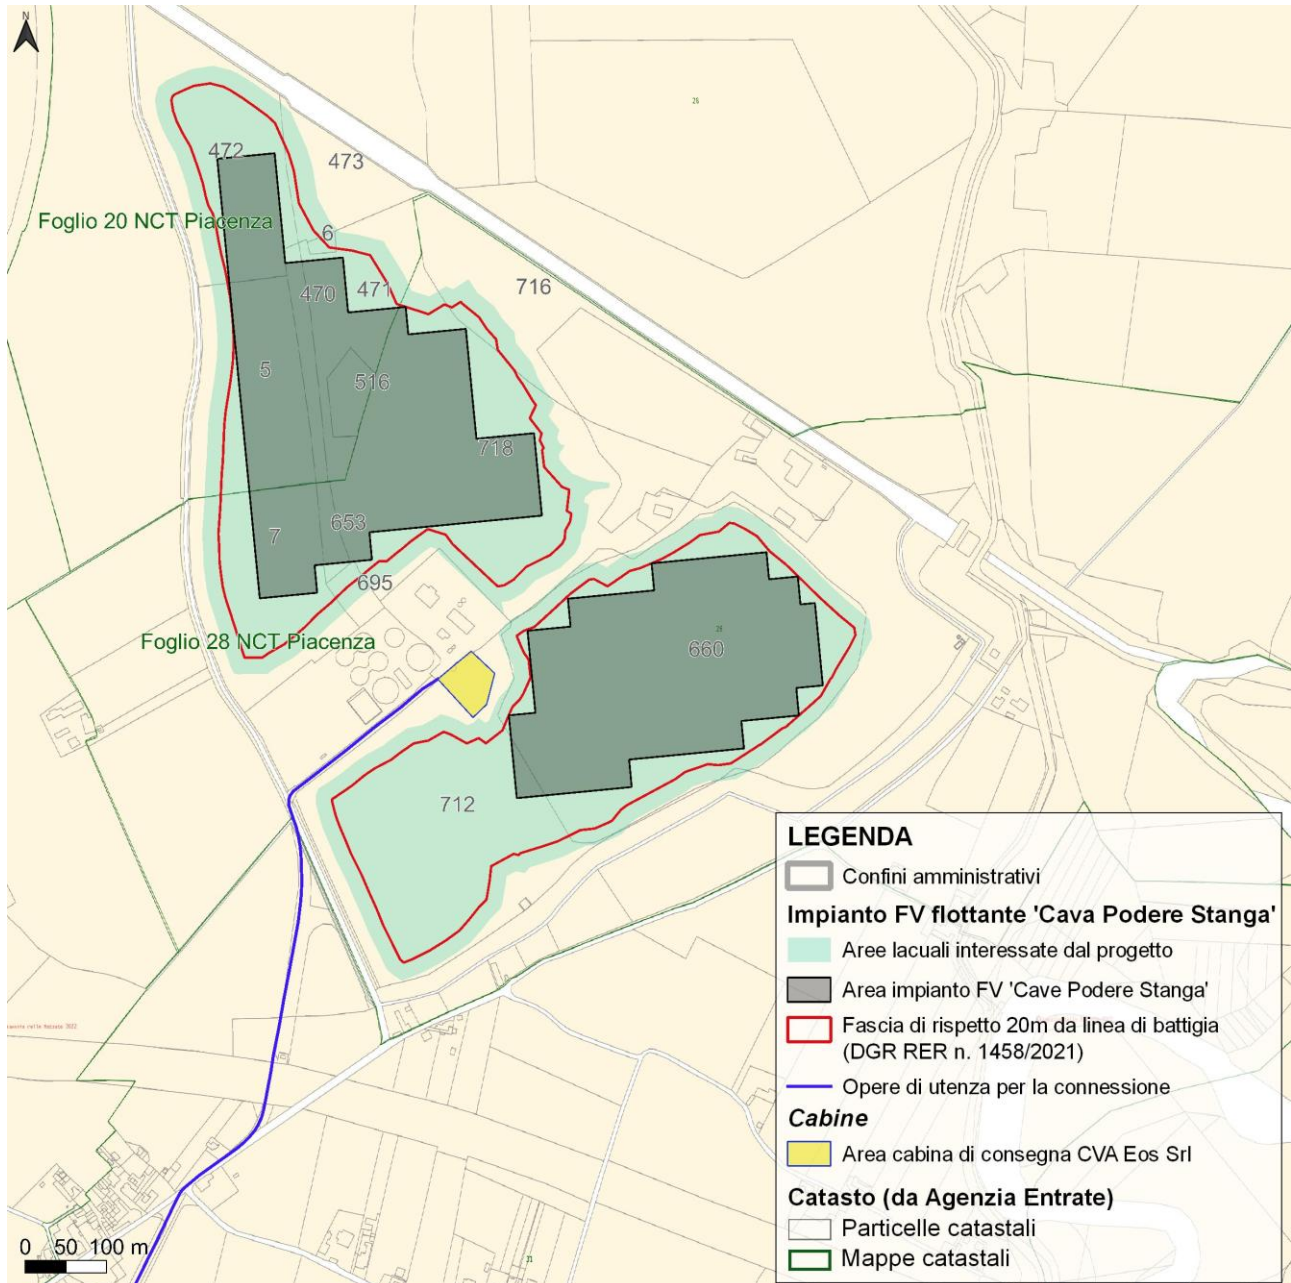 N
26
472
473
Foglio 20 NCT Piacenza
6
470
471
716
5
516
718
7
653
695
Foglio 28 NCT Piacenza
28
660
712
LEGENDA
Confini amministrativi
Impianto FV flottante 'Cava Podere Stanga'
Aree lacuali interessate dal progetto
Area impianto FV 'Cave Podere Stanga'
Fascia di rispetto 20m da linea di battigia
(DGR RER n. 1458/2021)
Opere di utenza per la connessione
Cabine
Area cabina di consegna CVA Eos Srl
Catasto (da Agenzia Entrate)
Particelle catastali
Mappe catastali
0 50 100 m
31